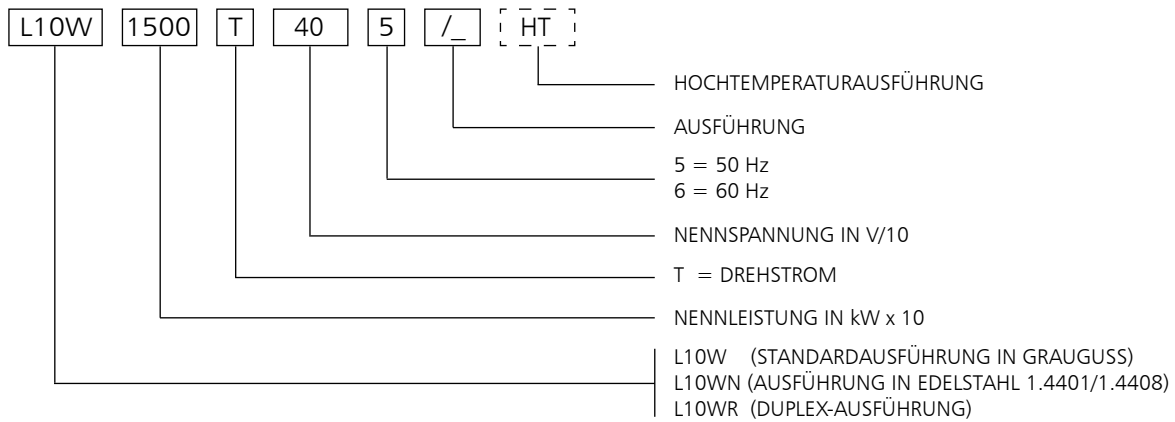 L10W 1500 T 40 5 /_ HT
HOCHTEMPERATURAUSFÜHRUNG
AUSFÜHRUNG
5 = 50 Hz
6 = 60 Hz
NENNSPANNUNG IN V/10
T = DREHSTROM
NENNLEISTUNG IN kW x 10
L10W (STANDARDAUSFÜHRUNG IN GRAUGUSS)
L10WN (AUSFÜHRUNG IN EDELSTAHL 1.4401/1.4408)
L10WR (DUPLEX-AUSFÜHRUNG)